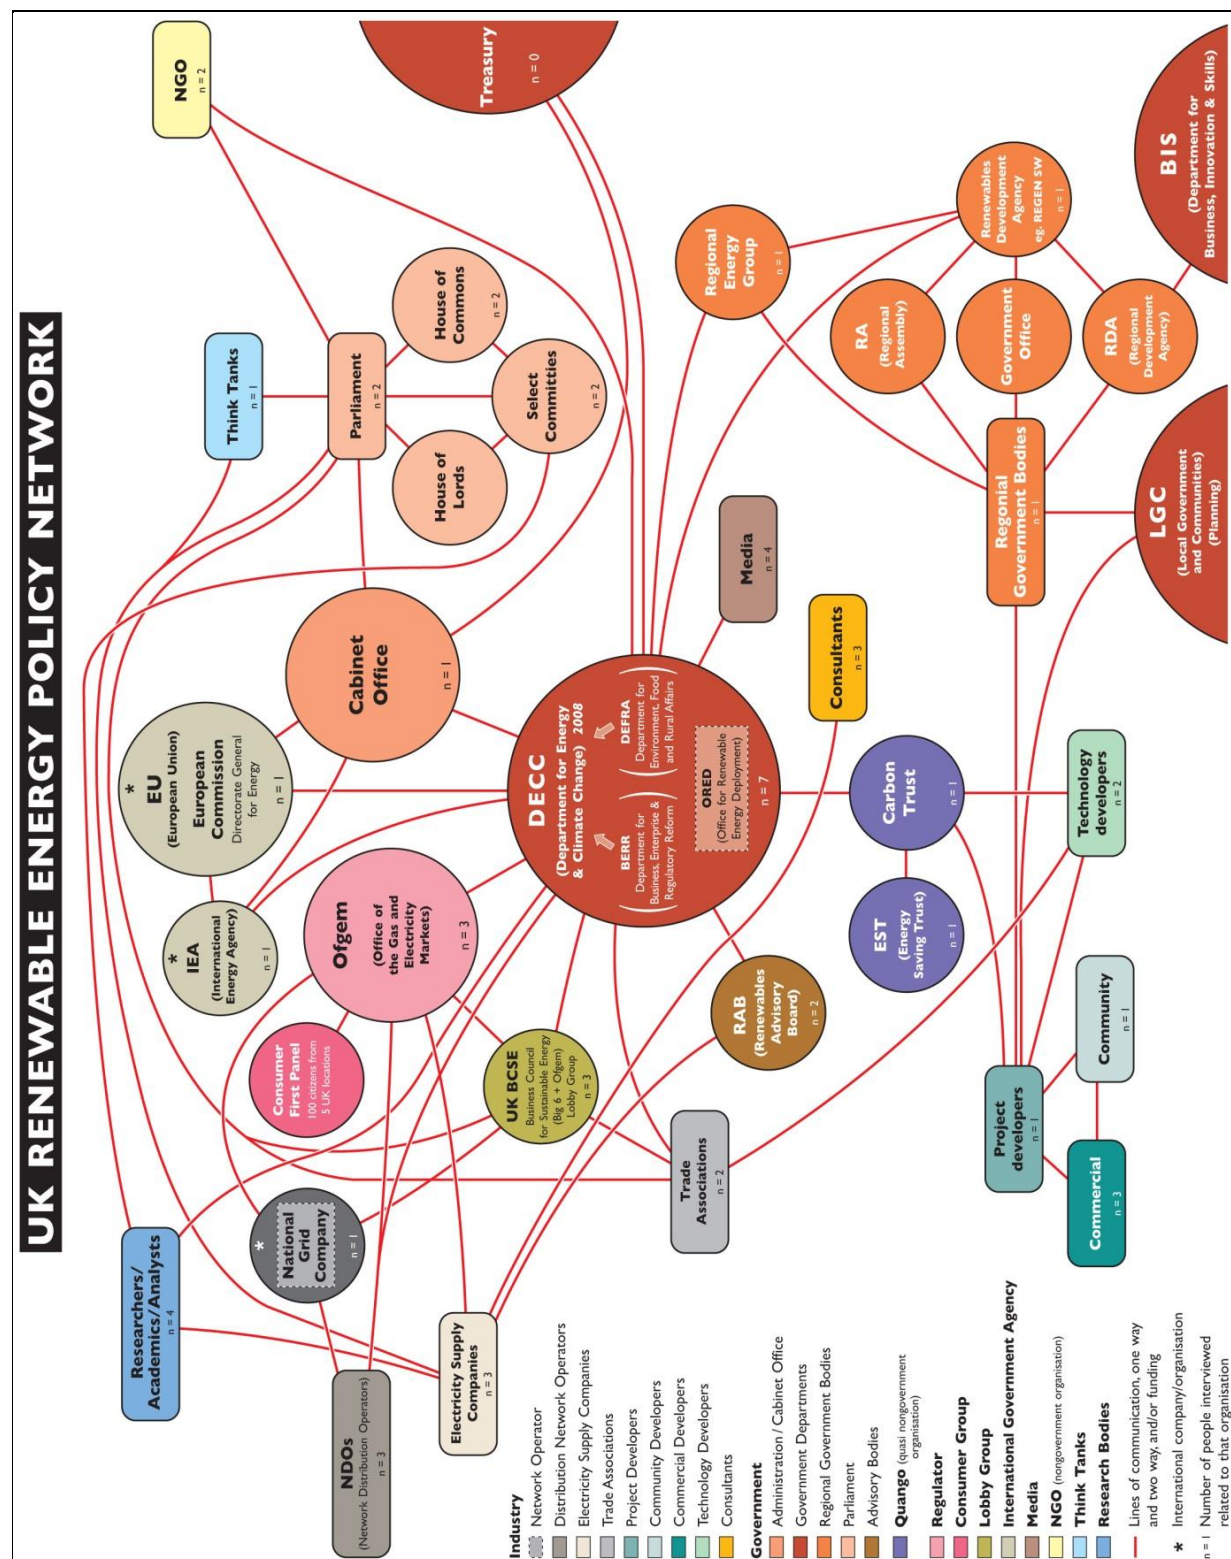 UK RENEWABLE ENERGY POLICY NETWORK
Researchers/
Academics/Analysts
n = 4
Think Tanks
n = 1
NGO
n = 2
*
EU
(European Union)
European
Commission
Directorate General
for Energy
n = 1
*
IEA
(International
Energy Agency)
n = 1
Parliament
n = 2
House of
Lords
House of
Commons
n = 2
Select
Committies
n = 2
Cabinet
Office
n = 1
Treasury
n = 0
*
National
Grid
Company
n = 1
Consumer
First Panel
100 citizens from
5 UK locations
Ofgem
(Office of
the Gas and
Electricity
Markets)
n = 3
NDOs
(Network Distribution Operators)
n = 3
Electricity Supply
Companies
n = 3
UK BCSE
Business Council
for Sustainable Energy
(Big 6 + Ofgem)
Lobby Group
n = 3
DECC
(Department for Energy
& Climate Change) 2008
BERR
Department for
Business, Enterprise &
Regulatory Reform
DEFRA
Department for
Environment, Food
and Rural Affairs
ORED
(Office for Renewable
Energy Deployment)
n = 7
Trade
Associations
n = 2
RAB
(Renewables
Advisory
Board)
n = 2
Media
n = 4
Consultants
n = 3
Regional
Energy
Group
n = 1
EST
(Energy
Saving Trust)
n = 1
Carbon
Trust
n = 1
RA
(Regional
Assembly)
Government
Office
RDA
(Regional
Development
Agency)
Renewables
Development
Agency
eg. REGEN SW
n = 1
Regonial
Government Bodies
n = 1
Project
developers
n = 1
Technology
developers
n = 2
Commercial
n = 3
Community
n = 1
LGC
(Local Government
and Communities)
(Planning)
BIS
(Department for
Business, Innovation & Skills)
Industry
Network Operator
Distribution Network Operators
Electricity Supply Companies
Trade Associations
Project Developers
Community Developers
Commercial Developers
Technology Developers
Consultants
Government
Administration / Cabinet Office
Government Departments
Regional Government Bodies
Parliament
Advisory Bodies
Quango (quasi nongovernment
organisation)
Regulator
Consumer Group
Lobby Group
International Government Agency
Media
NGO (nongovernment organisation)
Think Tanks
Research Bodies
Lines of communication, one way
and two way, and/or funding
* International company/organisation
n = 1 Number of people interviewed
related to that organisation